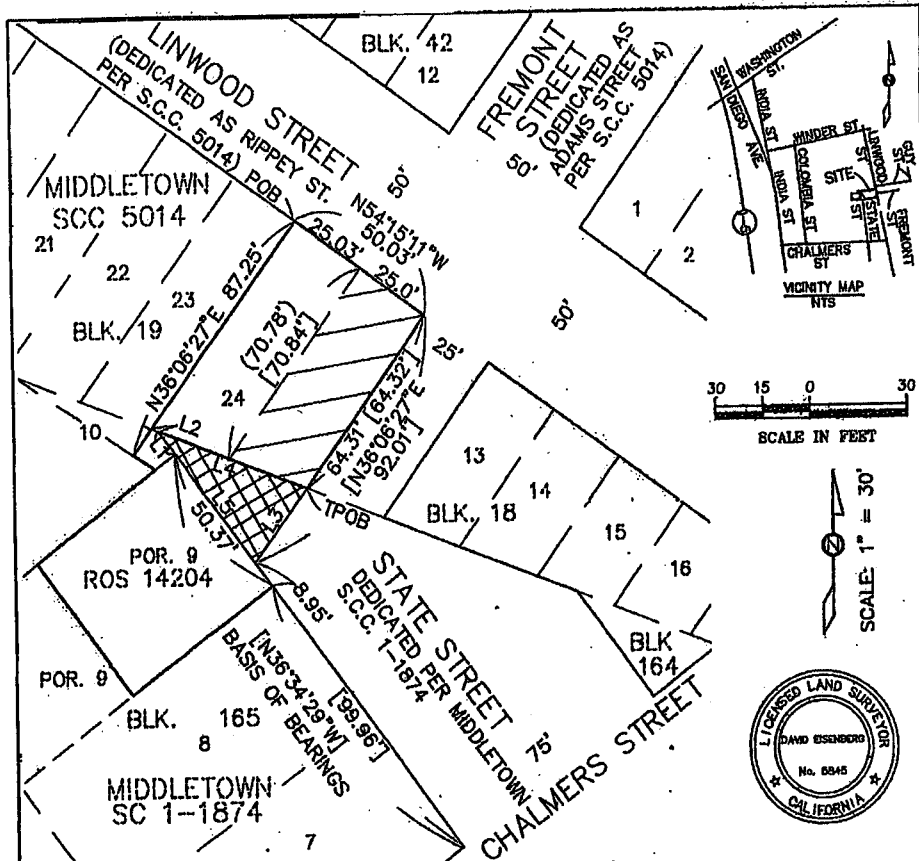 LINWOOD STREET
(DEDICATED AS RIPPEY ST.
PER S.C.C. 5014)
POB
BLK. 42
12
FREMONT
STREET
(DEDICATED AS
ADAMS STREET
PER S.C.C. 5014)
50'
50'
N54°15'11"W
50.03'
25.03'
25.0'
MIDDLETOWN
SCC 5014
21
22
23
BLK. 19
N36°06'27"E 87.25'
(70.78')
[70.84']
24
25'
50'
64.31' [64.32']
[N36°06'27"E
92.01']
1
2
10
L2
L4
L5
L3
50.37'
TPOB
13
14
15
16
BLK. 18
POR. 9
ROS 14204
8.95'
STATE STREET
DEDICATED PER MIDDLETOWN
S.C.C. 1-1874
75'
BLK
164
POR. 9
BLK. 165
8
[N36°34'29"W]
[99.96']
BASIS OF BEARINGS
MIDDLETOWN
SC 1-1874
7
CHALMERS STREET
WASHINGTON
ST.
SAN DIEGO
AVE
INDIA ST
WINDER ST
LINWOOD
ST
GUY
ST
COLOMBIA ST
SITE
INDIA ST
STATE
ST
FREMONT
ST
CHALMERS
ST
I-5
VICINITY MAP
NTS
30 15 0 30
SCALE IN FEET
SCALE: 1" = 30'
LICENSED LAND SURVEYOR
DAVID EISENBERG
CALIFORNIA